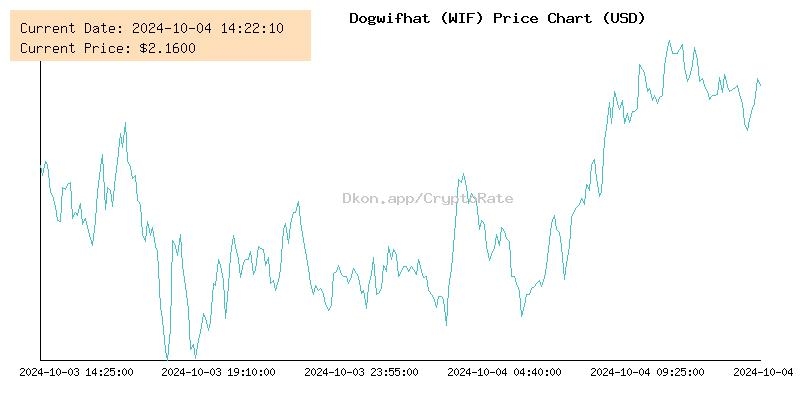 Dogwifhat (WIF) Price Chart (USD)
Current Date: 2024-10-04 14:22:10
Current Price: $2.1600
Dkon.app/CryptoRate
2024-10-03 14:25:00 2024-10-03 19:10:00 2024-10-03 23:55:00 2024-10-04 04:40:00 2024-10-04 09:25:00 2024-10-04